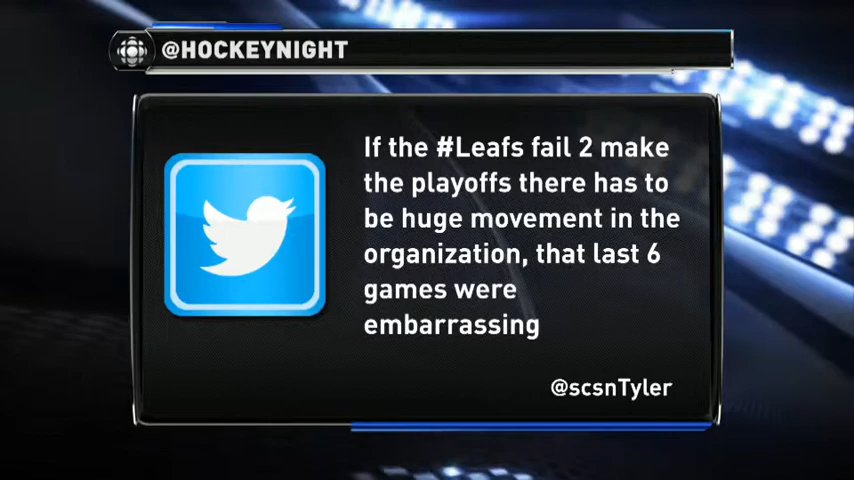 @HOCKEYNIGHT
If the #Leafs fail 2 make
the playoffs there has to
be huge movement in the
organization, that last 6
games were
embarrassing
@scsnTyler